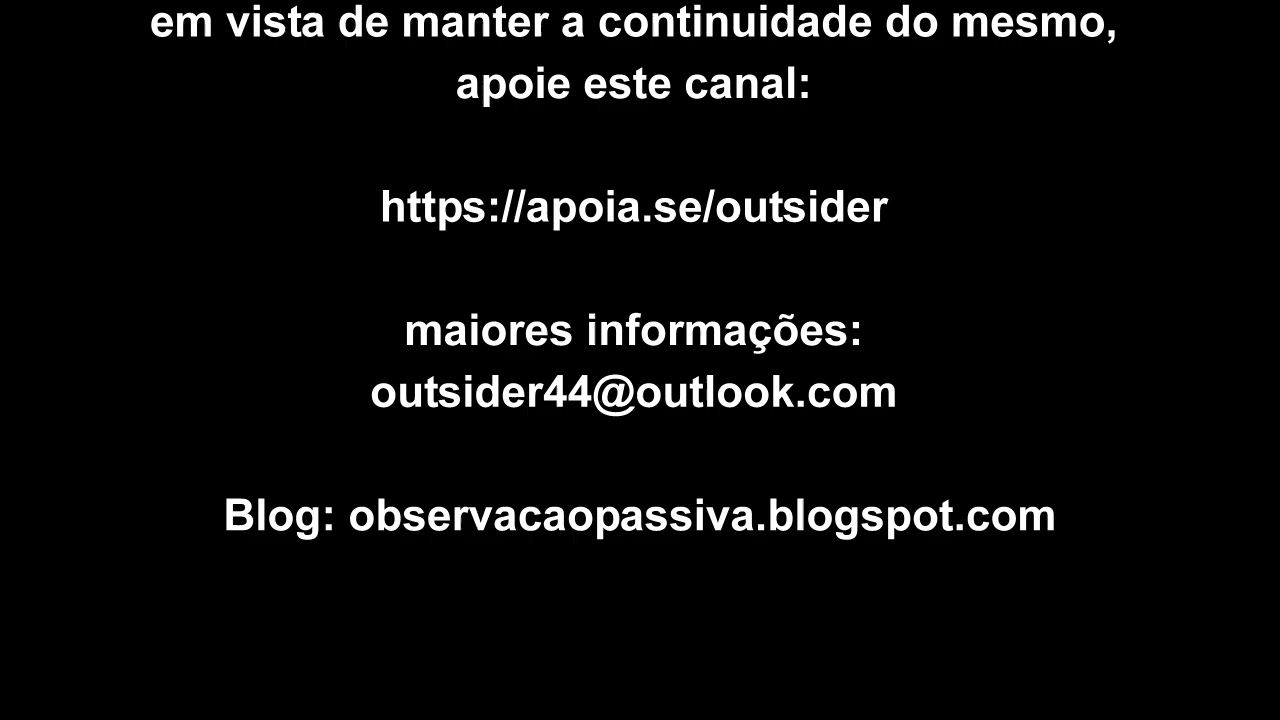 em vista de manter a continuidade do mesmo,
apoie este canal:
https://apoia.se/outsider
maiores informações:
outsider44@outlook.com
Blog: observacaopassiva.blogspot.com